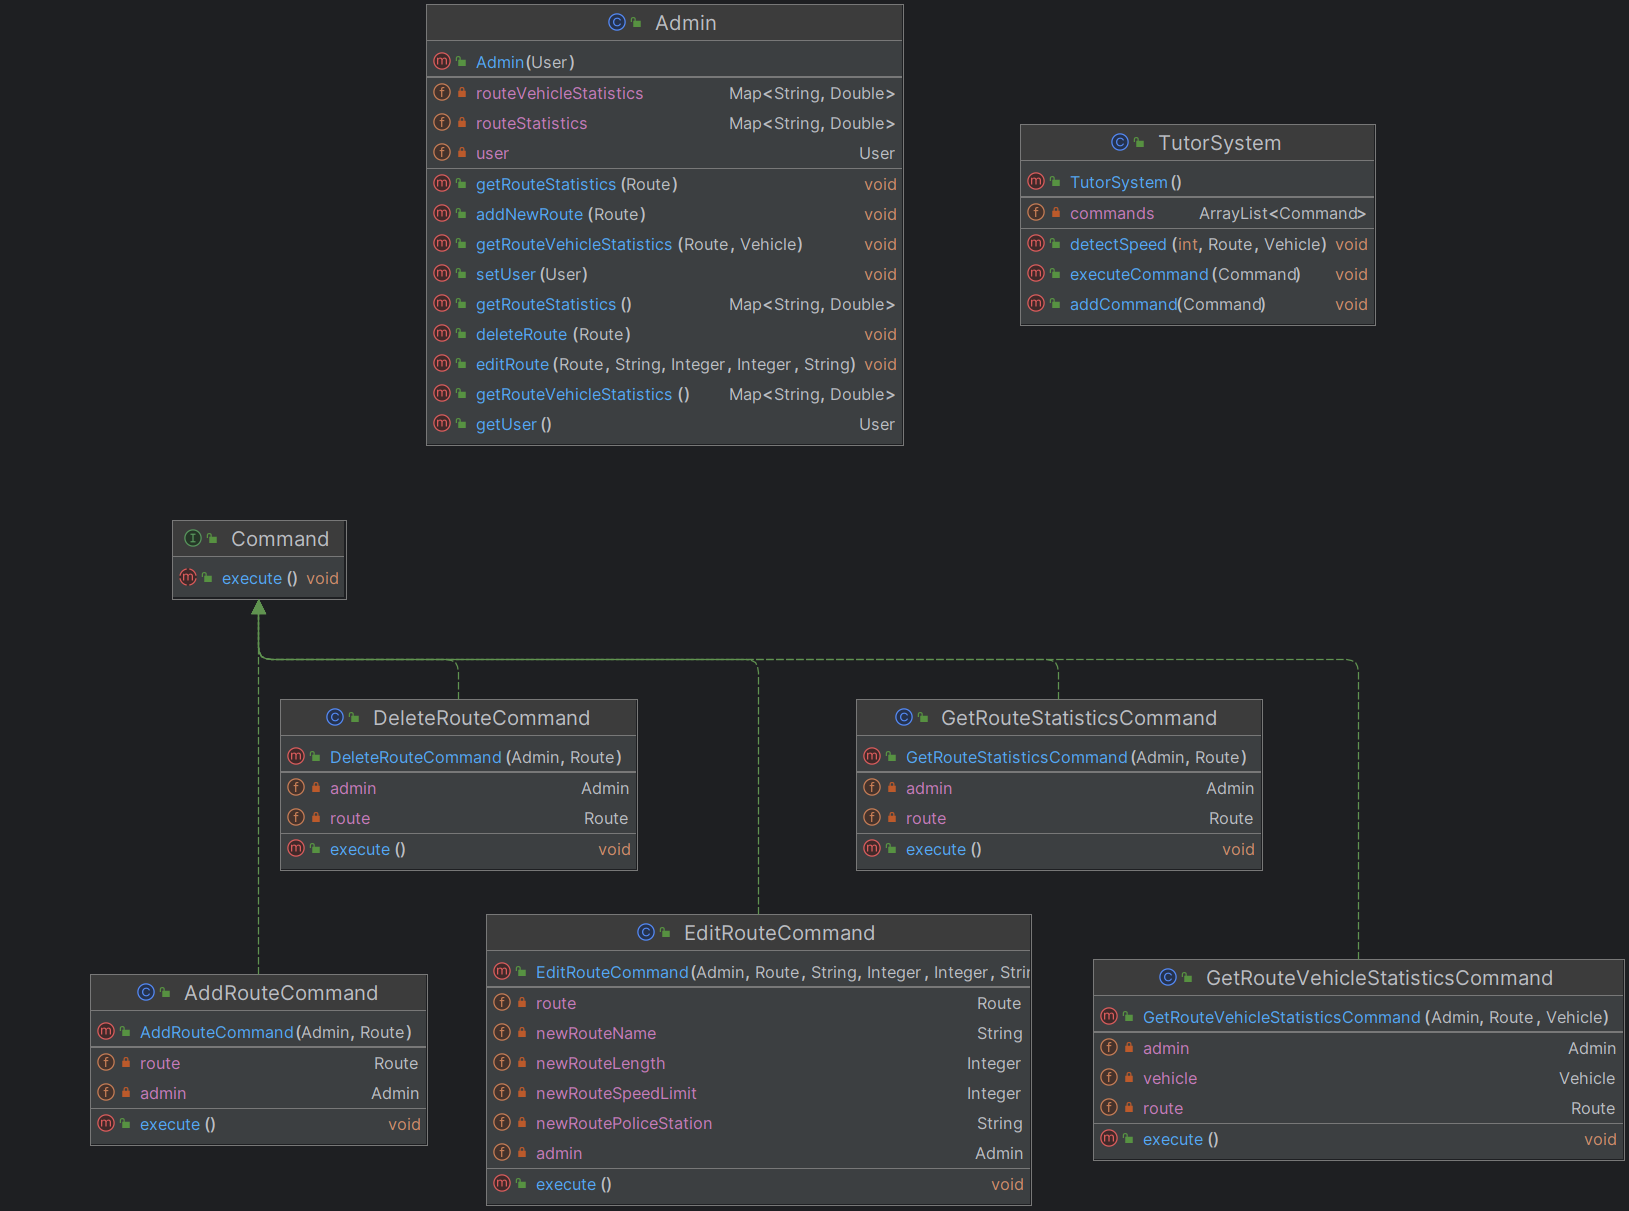 Admin
Admin(User)
routeVehicleStatistics Map<String, Double>
routeStatistics Map<String, Double>
user User
getRouteStatistics(Route) void
addNewRoute(Route) void
getRouteVehicleStatistics(Route, Vehicle) void
setUser(User) void
getRouteStatistics() Map<String, Double>
deleteRoute(Route) void
editRoute(Route, String, Integer, Integer, String) void
getRouteVehicleStatistics() Map<String, Double>
getUser() User
TutorSystem
TutorSystem()
commands ArrayList<Command>
detectSpeed(int, Route, Vehicle) void
executeCommand(Command) void
addCommand(Command) void
Command
execute() void
DeleteRouteCommand
DeleteRouteCommand(Admin, Route)
admin Admin
route Route
execute() void
GetRouteStatisticsCommand
GetRouteStatisticsCommand(Admin, Route)
admin Admin
route Route
execute() void
AddRouteCommand
AddRouteCommand(Admin, Route)
route Route
admin Admin
execute() void
EditRouteCommand
EditRouteCommand(Admin, Route, String, Integer, Integer, Strin
route Route
newRouteName String
newRouteLength Integer
newRouteSpeedLimit Integer
newRoutePoliceStation String
admin Admin
execute() void
GetRouteVehicleStatisticsCommand
GetRouteVehicleStatisticsCommand(Admin, Route, Vehicle)
admin Admin
vehicle Vehicle
route Route
execute() void